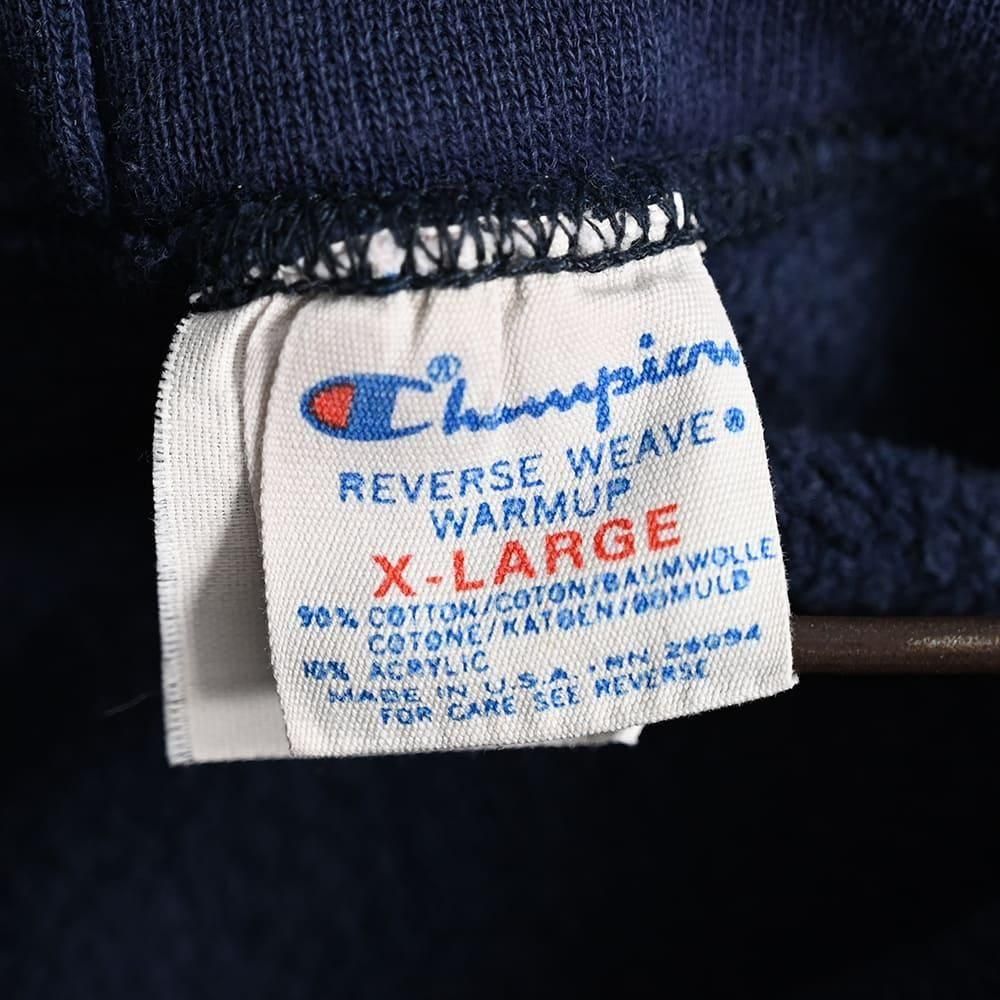 Champion®
REVERSE WEAVE®
WARMUP
X-LARGE
90% COTTON/COTON/BAUMWOLLE
COTONE/KATOEN/BOMULD
10% ACRYLIC
MADE IN U.S.A. RN 26094
FOR CARE SEE REVERSE